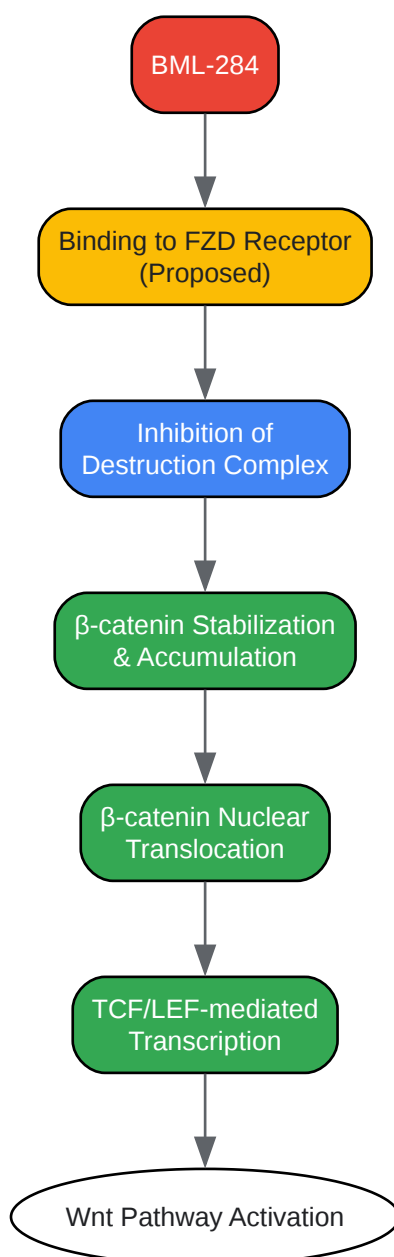 BML-284
Binding to FZD Receptor
(Proposed)
Inhibition of
Destruction Complex
β-catenin Stabilization
& Accumulation
β-catenin Nuclear
Translocation
TCF/LEF-mediated
Transcription
Wnt Pathway Activation